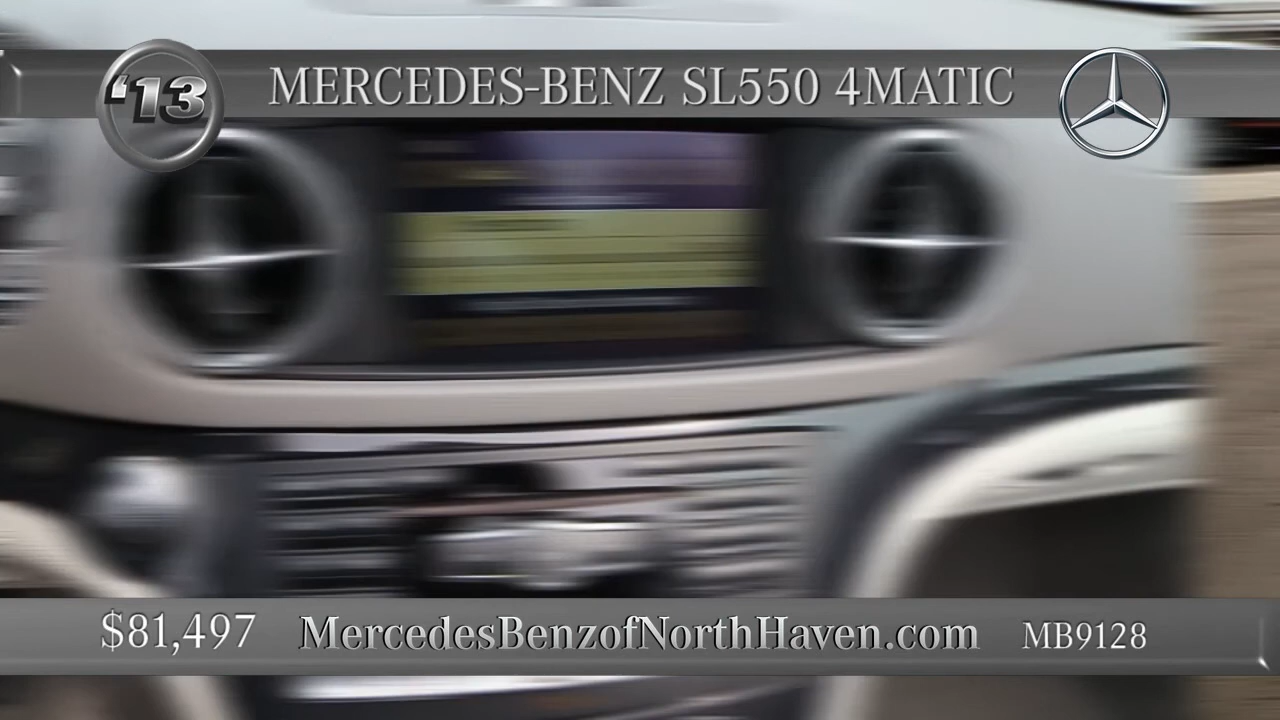 '13 MERCEDES-BENZ SL550 4MATIC
$81,497 MercedesBenzofNorthHaven.com MB9128